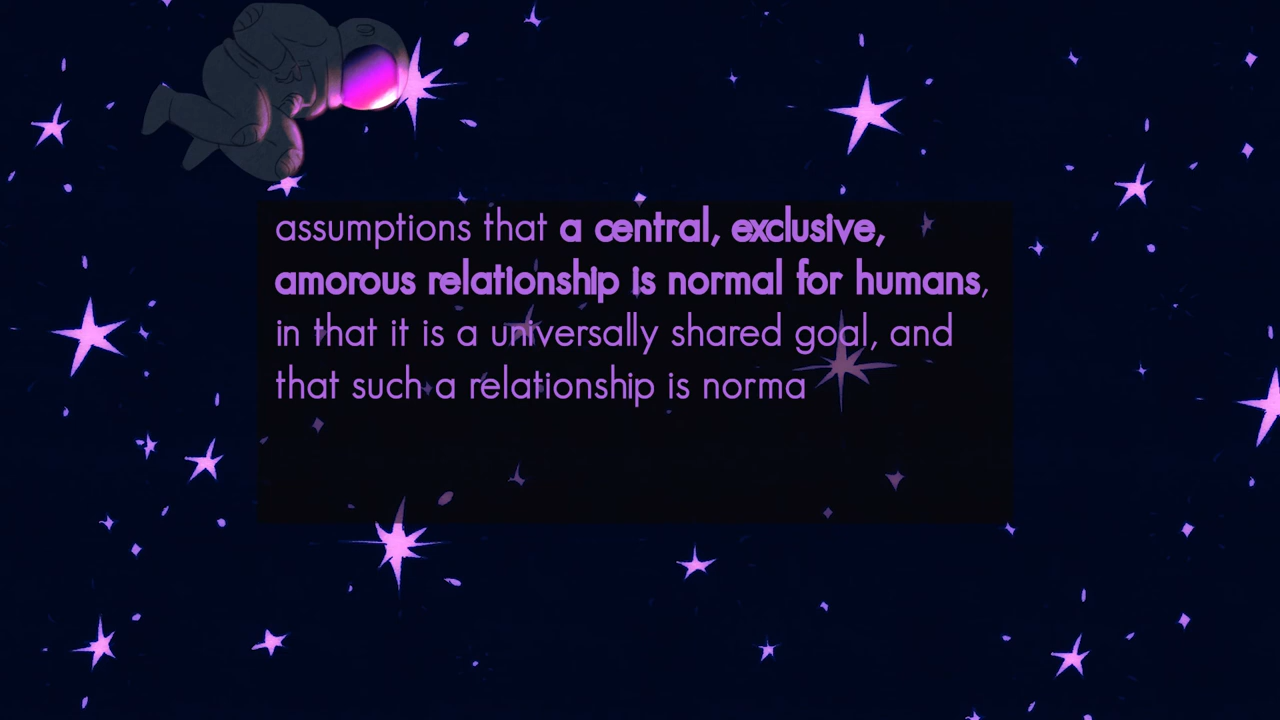 assumptions that a central, exclusive,
amorous relationship is normal for humans,
in that it is a universally shared goal, and
that such a relationship is norma